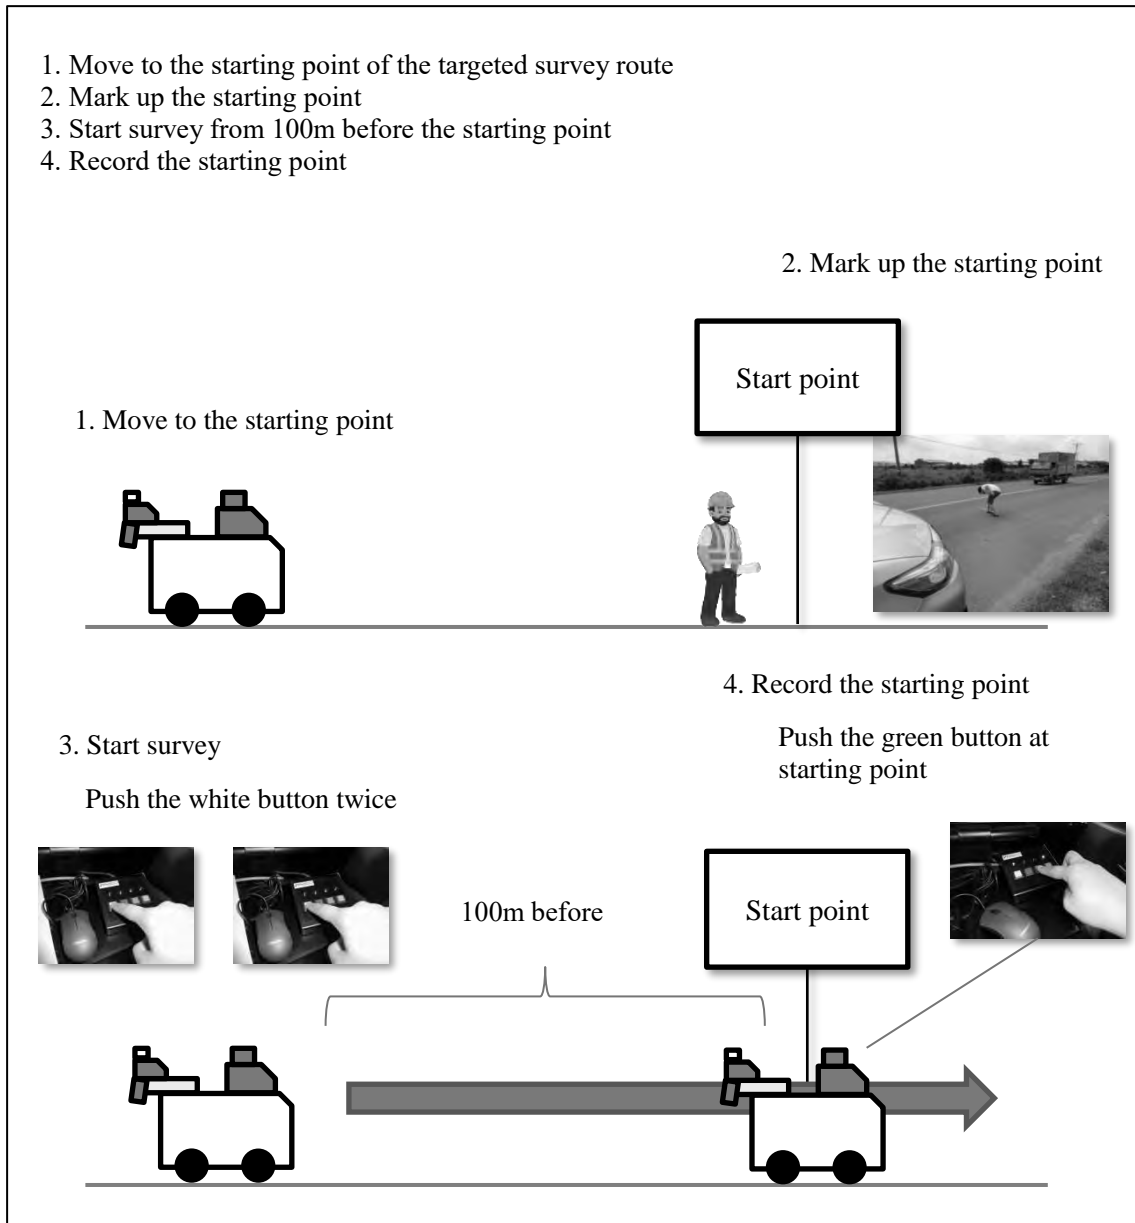 1. Move to the starting point of the targeted survey route
2. Mark up the starting point
3. Start survey from 100m before the starting point
4. Record the starting point
2. Mark up the starting point
Start point
1. Move to the starting point
4. Record the starting point
Push the green button at
starting point
3. Start survey
Push the white button twice
100m before
Start point